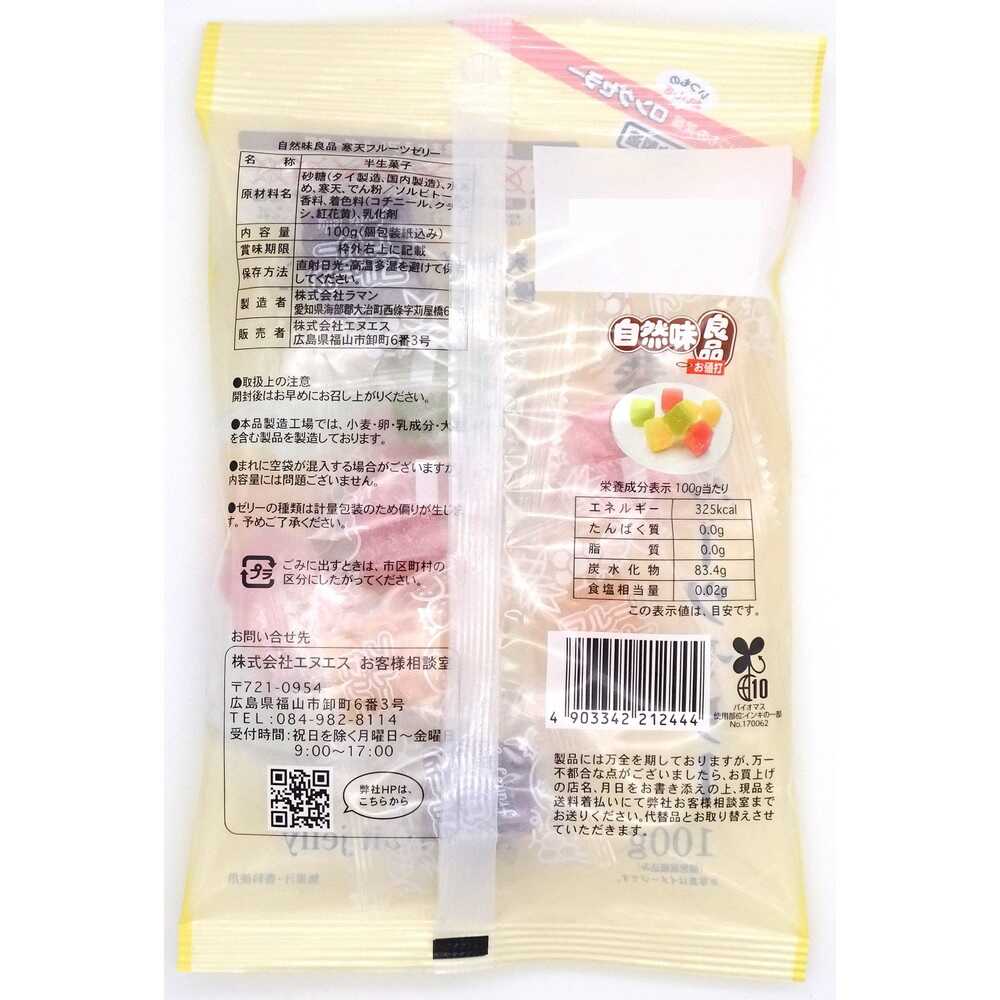 自然味良品 寒天フルーツゼリー
名称 半生菓子
原材料名 砂糖(タイ製造、国内製造)、水
め、寒天、でん粉/ソルビトー
香料、着色料(コチニール、クチ
シ、紅花黄)、乳化剤
内容量 100g(個包装紙込み)
賞味期限 枠外右上に記載
保存方法 直射日光・高温多湿を避けて保
してください。
製造者 株式会社ラマン
愛知県海部郡大治町西條字苅屋橋6
販売者 株式会社エヌエス
広島県福山市卸町6番3号
●取扱上の注意
開封後はお早めにお召し上がりください。
●本品製造工場では、小麦・卵・乳成分・大
を含む製品を製造しております。
●まれに空袋が混入する場合がございますが
内容量には問題ございません。
●ゼリーの種類は計量包装のため偏りが生じ
す。予めご了承ください。
プラ
ごみに出すときは、市区町村の
区分にしたがってください。
お問い合せ先
株式会社エヌエス お客様相談室
〒721-0954
広島県福山市卸町6番3号
TEL:084-982-8114
受付時間:祝日を除く月曜日~金曜日
9:00~17:00
弊社HPは、
こちらから
いつもの
ロングセラー
自然味良品
お値打
栄養成分表示 100g当たり
エネルギー 325kcal
たんぱく質 0.0g
脂質 0.0g
炭水化物 83.4g
食塩相当量 0.02g
この表示値は、目安です。
4 903342 212444
10
バイオマス
使用部位:インキの一部
No.170062
製品には万全を期しておりますが、万一
不都合な点がございましたら、お買上げ
の店名、月日をお書き添えの上、現品を
送料着払いにて弊社お客様相談室まで
お送りください。代替品とお取り替えさせ
ていただきます。
100g
jelly
無果汁・香料使用